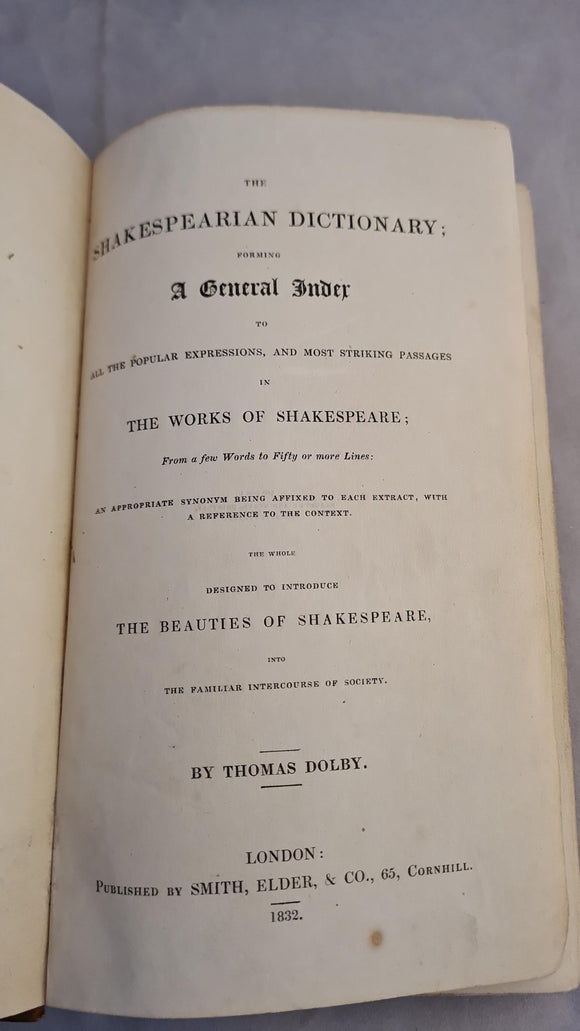 THE
SHAKESPEARIAN DICTIONARY;
FORMING
A General Index
TO
ALL THE POPULAR EXPRESSIONS, AND MOST STRIKING PASSAGES
IN
THE WORKS OF SHAKESPEARE;
From a few Words to Fifty or more Lines:
AN APPROPRIATE SYNONYM BEING AFFIXED TO EACH EXTRACT, WITH
A REFERENCE TO THE CONTEXT.
THE WHOLE
DESIGNED TO INTRODUCE
THE BEAUTIES OF SHAKESPEARE,
INTO
THE FAMILIAR INTERCOURSE OF SOCIETY.
BY THOMAS DOLBY.
LONDON:
PUBLISHED BY SMITH, ELDER, & CO., 65, CORNHILL.
1832.